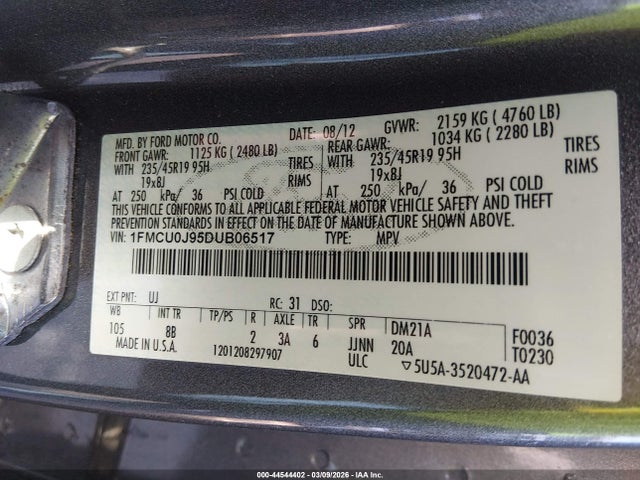 MFD. BY FORD MOTOR CO. DATE: 08/12 GVWR: 2159 KG ( 4760 LB)
FRONT GAWR: 1125 KG ( 2480 LB) REAR GAWR: 1034 KG ( 2280 LB)
WITH 235/45R19 95H TIRES WITH 235/45R19 95H TIRES
19x8J RIMS 19x8J RIMS
AT 250 kPa/ 36 PSI COLD AT 250 kPa/ 36 PSI COLD
THIS VEHICLE CONFORMS TO ALL APPLICABLE FEDERAL MOTOR VEHICLE SAFETY AND THEFT
PREVENTION STANDARDS IN EFFECT ON THE DATE OF MANUFACTURE SHOWN ABOVE.
VIN: 1FMCU0J95DUB06517 TYPE: MPV
EXT PNT: UJ RC: 31 DSO:
WB INT TR TP/PS R AXLE TR SPR DM21A F0036
105 8B 2 3A 6 JJNN 20A T0230
MADE IN U.S.A. 1201208297907 ULC ▽5U5A-3520472-AA
000-44544402 - 03/09/2026 - IAA Inc.